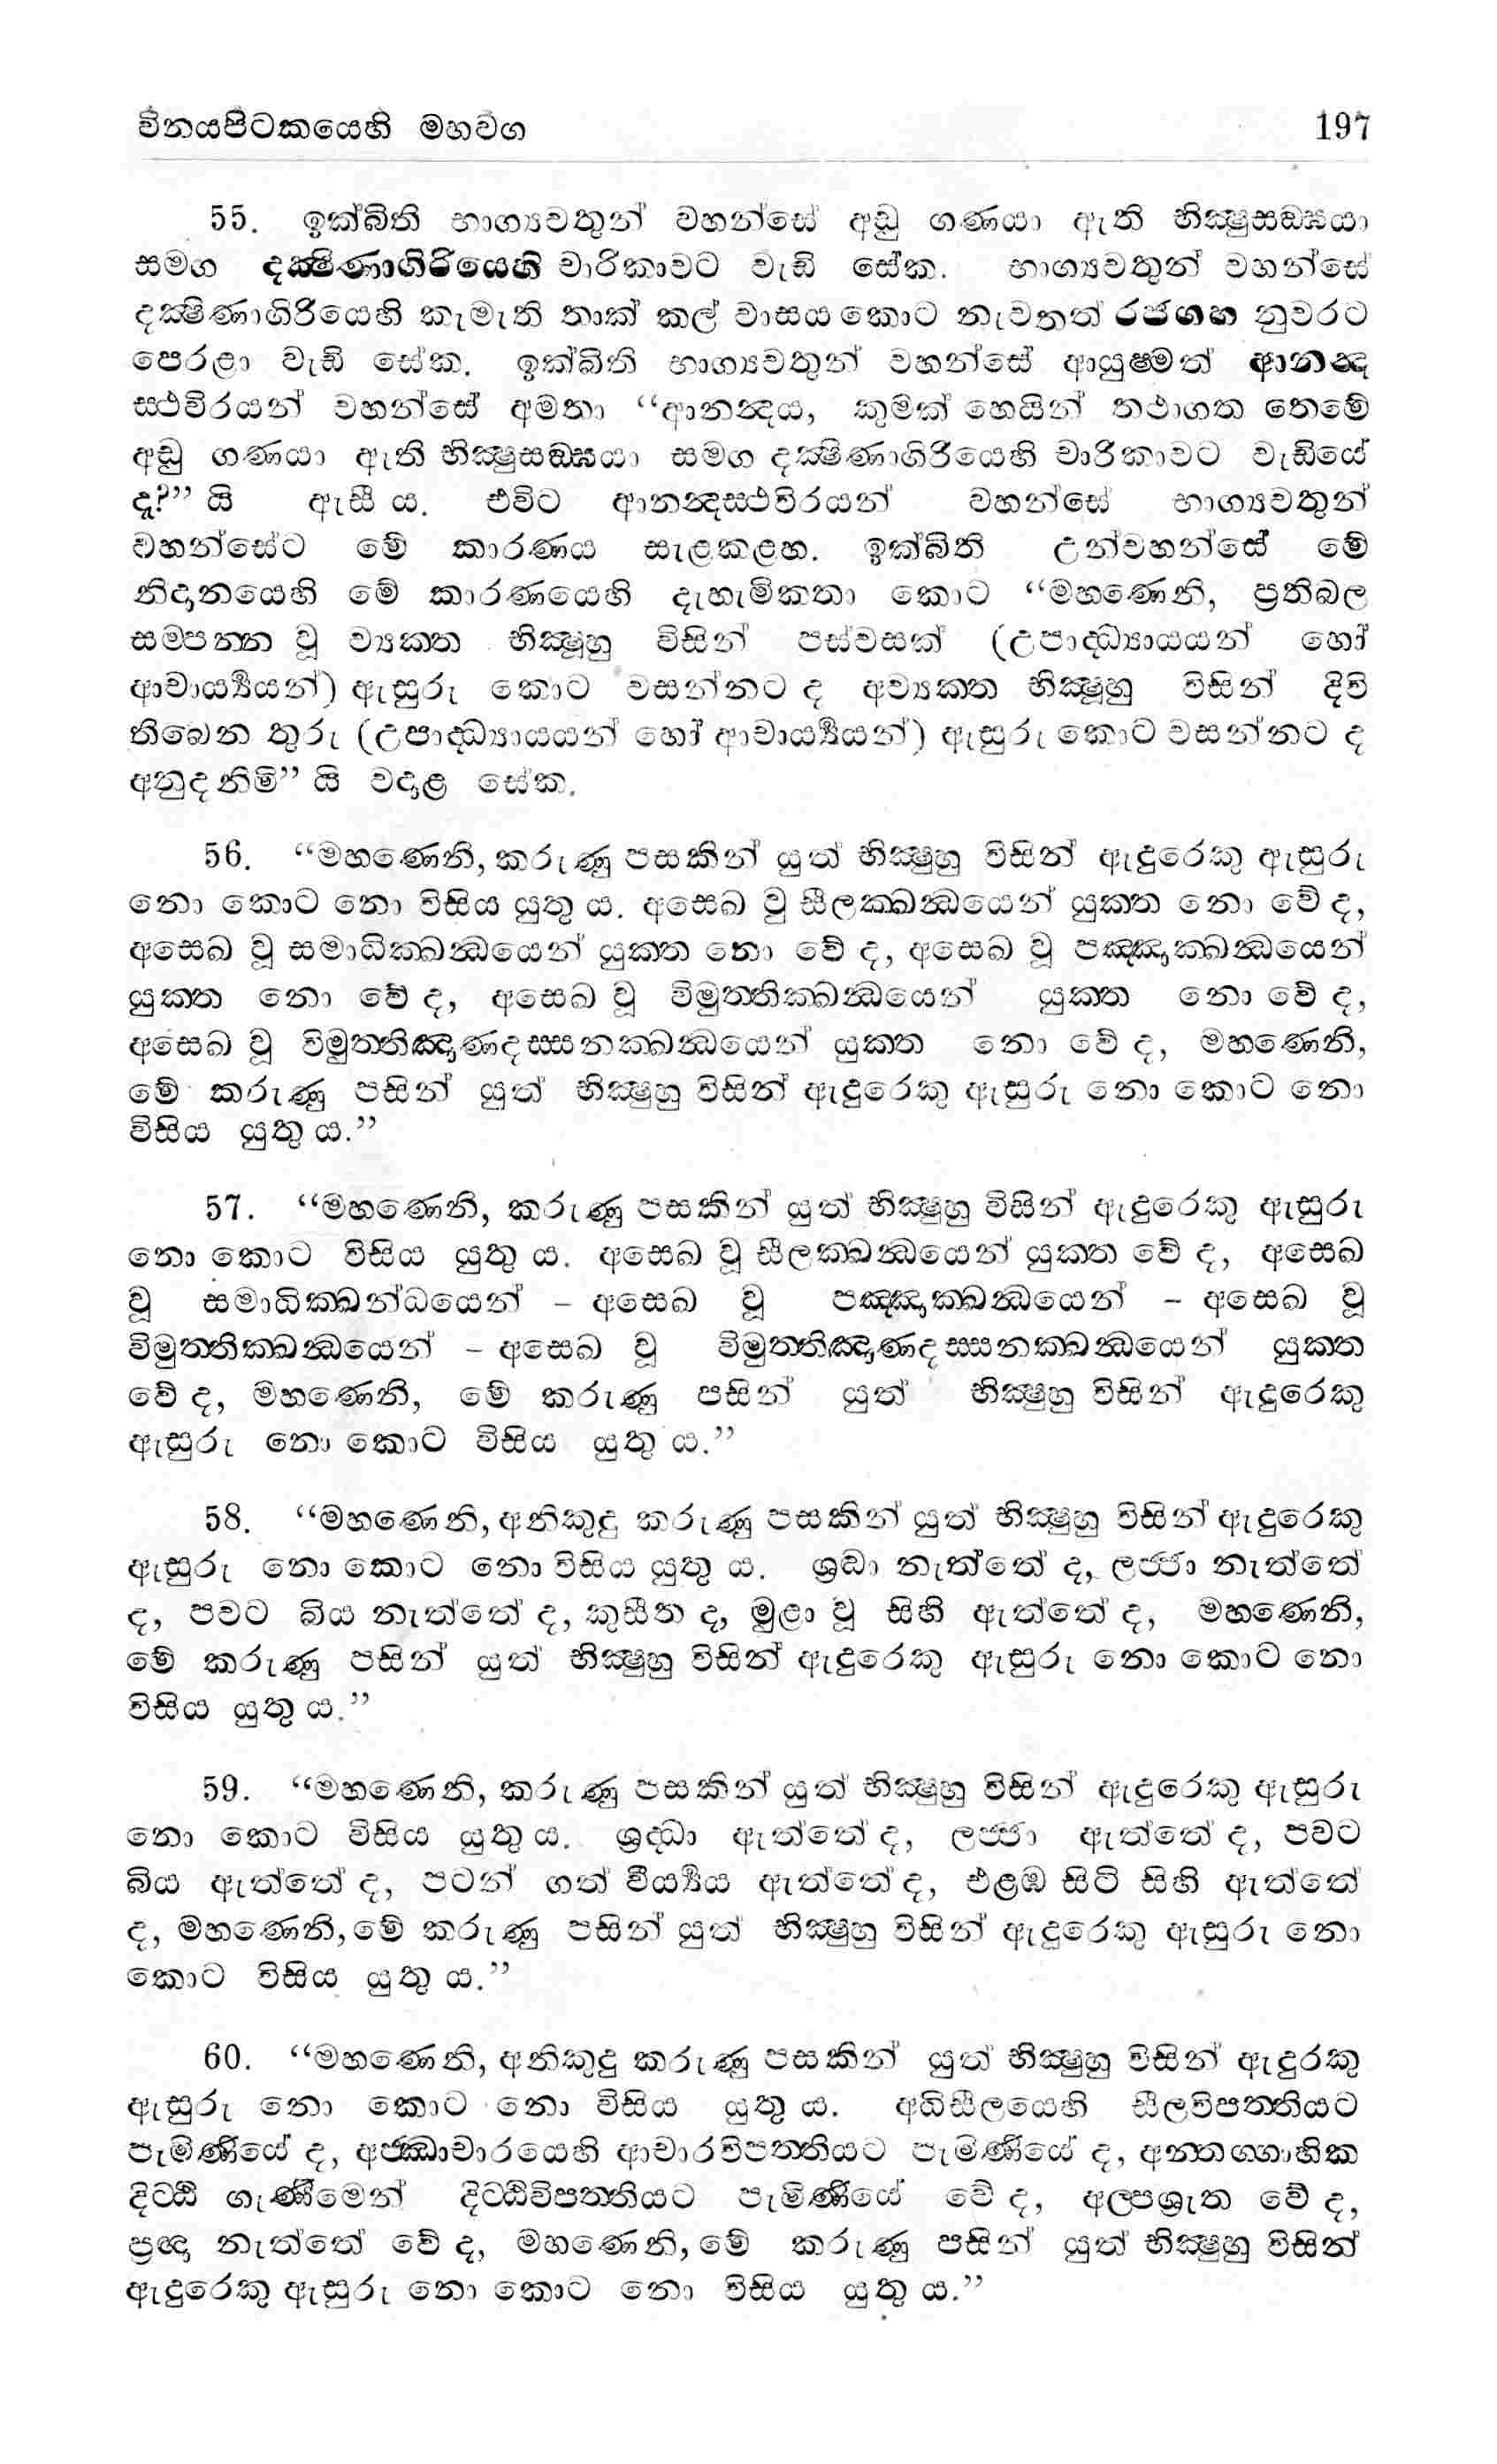 විනයපිටකයෙහි මහවග 197
55. ඉක්බිති භාග්‍යවතුන් වහන්සේ අඩු ගණයා ඇති භික්‍ෂුසඞ්ඝයා
සමග දක්‍ෂිණාගිරියෙහි චාරිකාවට වැඩි සේක. භාග්‍යවතුන් වහන්සේ
දක්‍ෂිණාගිරියෙහි කැමැති තාක් කල් වාසය කොට නැවතත් රජගහ නුවරට
පෙරළා වැඩි සේක. ඉක්බිති භාග්‍යවතුන් වහන්සේ ආයුෂ්මත් ආනන්‍ද
ස්ථවිරයන් වහන්සේ අමතා “ආනන්‍දය, කුමක් හෙයින් තථාගත තෙමේ
අඩු ගණයා ඇති භික්‍ෂුසඞ්ඝයා සමග දක්‍ෂිණාගිරියෙහි චාරිකාවට වැඩියේ
දැ?” යි ඇසී ය. එවිට ආනන්‍දස්ථවිරයන් වහන්සේ භාග්‍යවතුන්
වහන්සේට මේ කාරණය සැළකළහ. ඉක්බිති උන්වහන්සේ මේ
නිදානයෙහි මේ කාරණයෙහි දැහැමිකතා කොට “මහණෙනි, ප්‍රතිබල
සම්පන්න වූ ව්‍යක්ත භික්‍ෂූහු විසින් පස්වසක් (උපාද්ධ්‍යායයන් හෝ
ආචාර්‍ය්‍යයන්) ඇසුරු කොට වසන්නට ද අව්‍යක්ත භික්‍ෂූහු විසින් දිවි
තිබෙන තුරු (උපාද්ධ්‍යායයන් හෝ ආචාර්‍ය්‍යයන්) ඇසුරු කොට වසන්නට ද
අනුදනිමි” යි වදාළ සේක.
56. “මහණෙනි, කරුණු පසකින් යුත් භික්‍ෂුහු විසින් ඇදුරෙකු ඇසුරු
නො කොට නො විසිය යුතු ය. අසෙඛ වූ සීලක්ඛන්‍ධයෙන් යුක්ත නො වේ ද,
අසෙඛ වූ සමාධික්ඛන්‍ධයෙන් යුක්ත නො වේ ද, අසෙඛ වූ පඤ්ඤාක්ඛන්‍ධයෙන්
යුක්ත නො වේ ද, අසෙඛ වූ විමුත්තික්ඛන්‍ධයෙන් යුක්ත නො වේ ද,
අසෙඛ වූ විමුත්තිඤාණදස්සනක්ඛන්‍ධයෙන් යුක්ත නො වේ ද, මහණෙනි,
මේ කරුණු පසින් යුත් භික්‍ෂුහු විසින් ඇදුරෙකු ඇසුරු නො කොට නො
විසිය යුතු ය.”
57. “මහණෙනි, කරුණු පසකින් යුත් භික්‍ෂුහු විසින් ඇදුරෙකු ඇසුරු
නො කොට විසිය යුතු ය. අසෙඛ වූ සීලක්ඛන්‍ධයෙන් යුක්ත වේ ද, අසෙඛ
වූ සමාධික්ඛන්ධයෙන් – අසෙඛ වූ පඤ්ඤාක්ඛන්‍ධයෙන් – අසෙඛ වූ
විමුත්තික්ඛන්‍ධයෙන් – අසෙඛ වූ විමුත්තිඤාණදස්සනක්ඛන්‍ධයෙන් යුක්ත
වේ ද, මහණෙනි, මේ කරුණු පසින් යුත් භික්‍ෂුහු විසින් ඇදුරෙකු
ඇසුරු නො කොට විසිය යුතු ය.”
58. “මහණෙනි, අනිකුදු කරුණු පසකින් යුත් භික්‍ෂුහු විසින් ඇදුරෙකු
ඇසුරු නො කොට නො විසිය යුතු ය. ශ්‍රද්‍ධා නැත්තේ ද, ලජ්ජා නැත්තේ
ද, පවට බිය නැත්තේ ද, කුසීත ද, මුළා වූ සිහි ඇත්තේ ද, මහණෙනි,
මේ කරුණු පසින් යුත් භික්‍ෂුහු විසින් ඇදුරෙකු ඇසුරු නො කොට නො
විසිය යුතු ය.”
59. “මහණෙනි, කරුණු පසකින් යුත් භික්‍ෂුහු විසින් ඇදුරෙකු ඇසුරු
නො කොට විසිය යුතු ය. ශ්‍රද්ධා ඇත්තේ ද, ලජ්ජා ඇත්තේ ද, පවට
බිය ඇත්තේ ද, පටන් ගත් වීර්‍ය්‍යය ඇත්තේ ද, එළඹ සිටි සිහි ඇත්තේ
ද, මහණෙනි, මේ කරුණු පසින් යුත් භික්‍ෂුහු විසින් ඇදුරෙකු ඇසුරු නො
කොට විසිය යුතු ය.”
60. “මහණෙනි, අනිකුදු කරුණු පසකින් යුත් භික්‍ෂුහු විසින් ඇදුරකු
ඇසුරු නො කොට නො විසිය යුතු ය. අධිසීලයෙහි සීලවිපත්තියට
පැමිණියේ ද, අජ්ඣාචාරයෙහි ආචාරවිපත්තියට පැමිණියේ ද, අන්තග්ගාහික
දිට්ඨි ගැණීමෙන් දිට්ඨිවිපත්තියට පැමිණියේ වේ ද, අල්පශ්‍රැත වේ ද,
ප්‍රඥා නැත්තේ වේ ද, මහණෙනි, මේ කරුණු පසින් යුත් භික්‍ෂුහු විසින්
ඇදුරෙකු ඇසුරු නො කොට නො විසිය යුතු ය.”